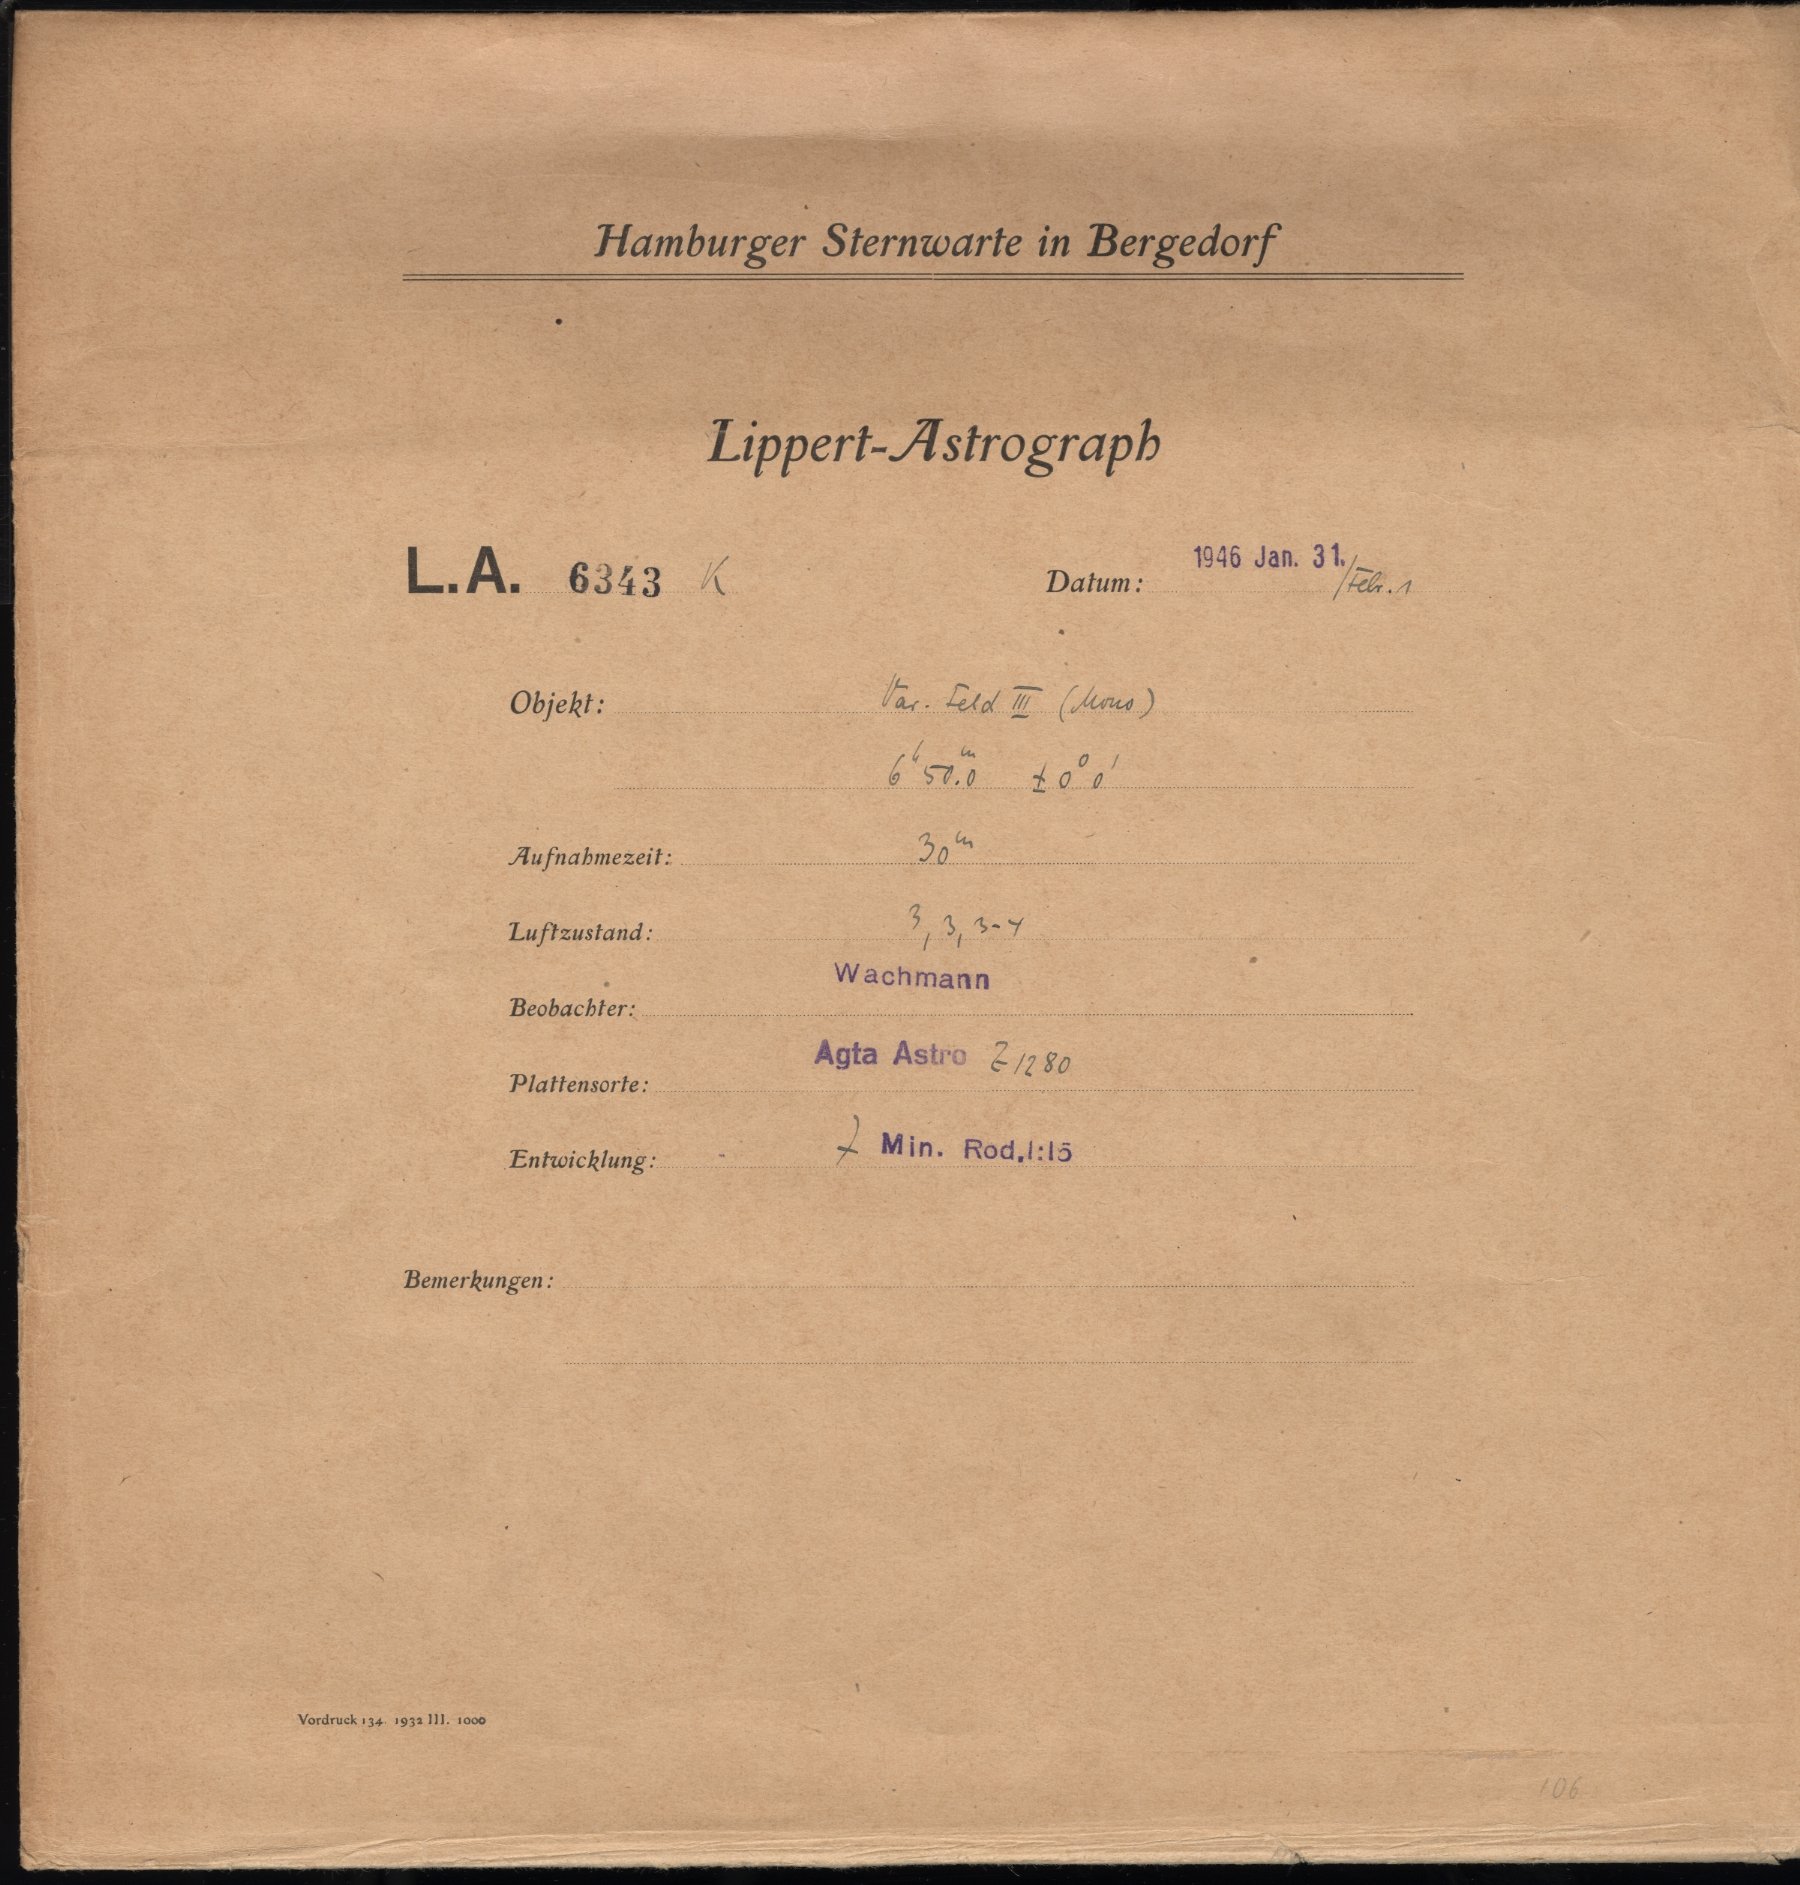 Hamburger Sternwarte in Bergedorf
Lippert-Astrograph
L.A. 6343 K Datum: 1946 Jan. 31./Febr. 1
Objekt: Var. Feld III (Mono)
6ʰ 50.ᵐ0 ± 0° 0'
Aufnahmezeit: 30ᵐ
Luftzustand: 3, 3, 3-4
Beobachter: Wachmann
Plattensorte: Agfa Astro Z 1280
Entwicklung: 7 Min. Rod. 1:15
Bemerkungen:
Vordruck 134. 1932 III. 1000
106